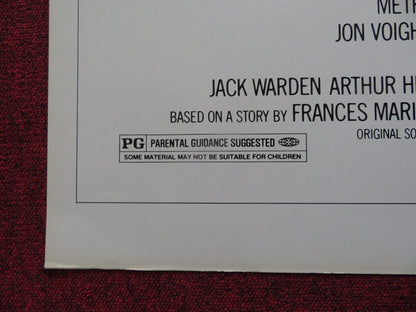 METR
JON VOIGH
JACK WARDEN ARTHUR H
BASED ON A STORY BY FRANCES MARI
ORIGINAL SO
PG PARENTAL GUIDANCE SUGGESTED
SOME MATERIAL MAY NOT BE SUITABLE FOR CHILDREN